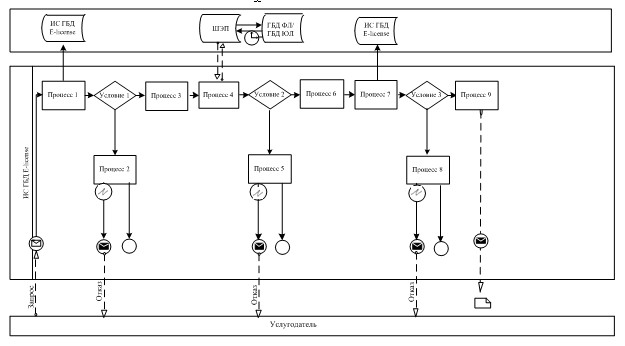 ИС ГБД
E-license
ШЭП
ГБД ФЛ/
ГБД ЮЛ
ИС ГБД
E-license
ИС ГБД E-license
Процесс 1
Условие 1
Процесс 3
Процесс 4
Условие 2
Процесс 6
Процесс 7
Условие 3
Процесс 9
Процесс 2
Процесс 5
Процесс 8
Запрос
Отказ
Отказ
Отказ
Услугодатель